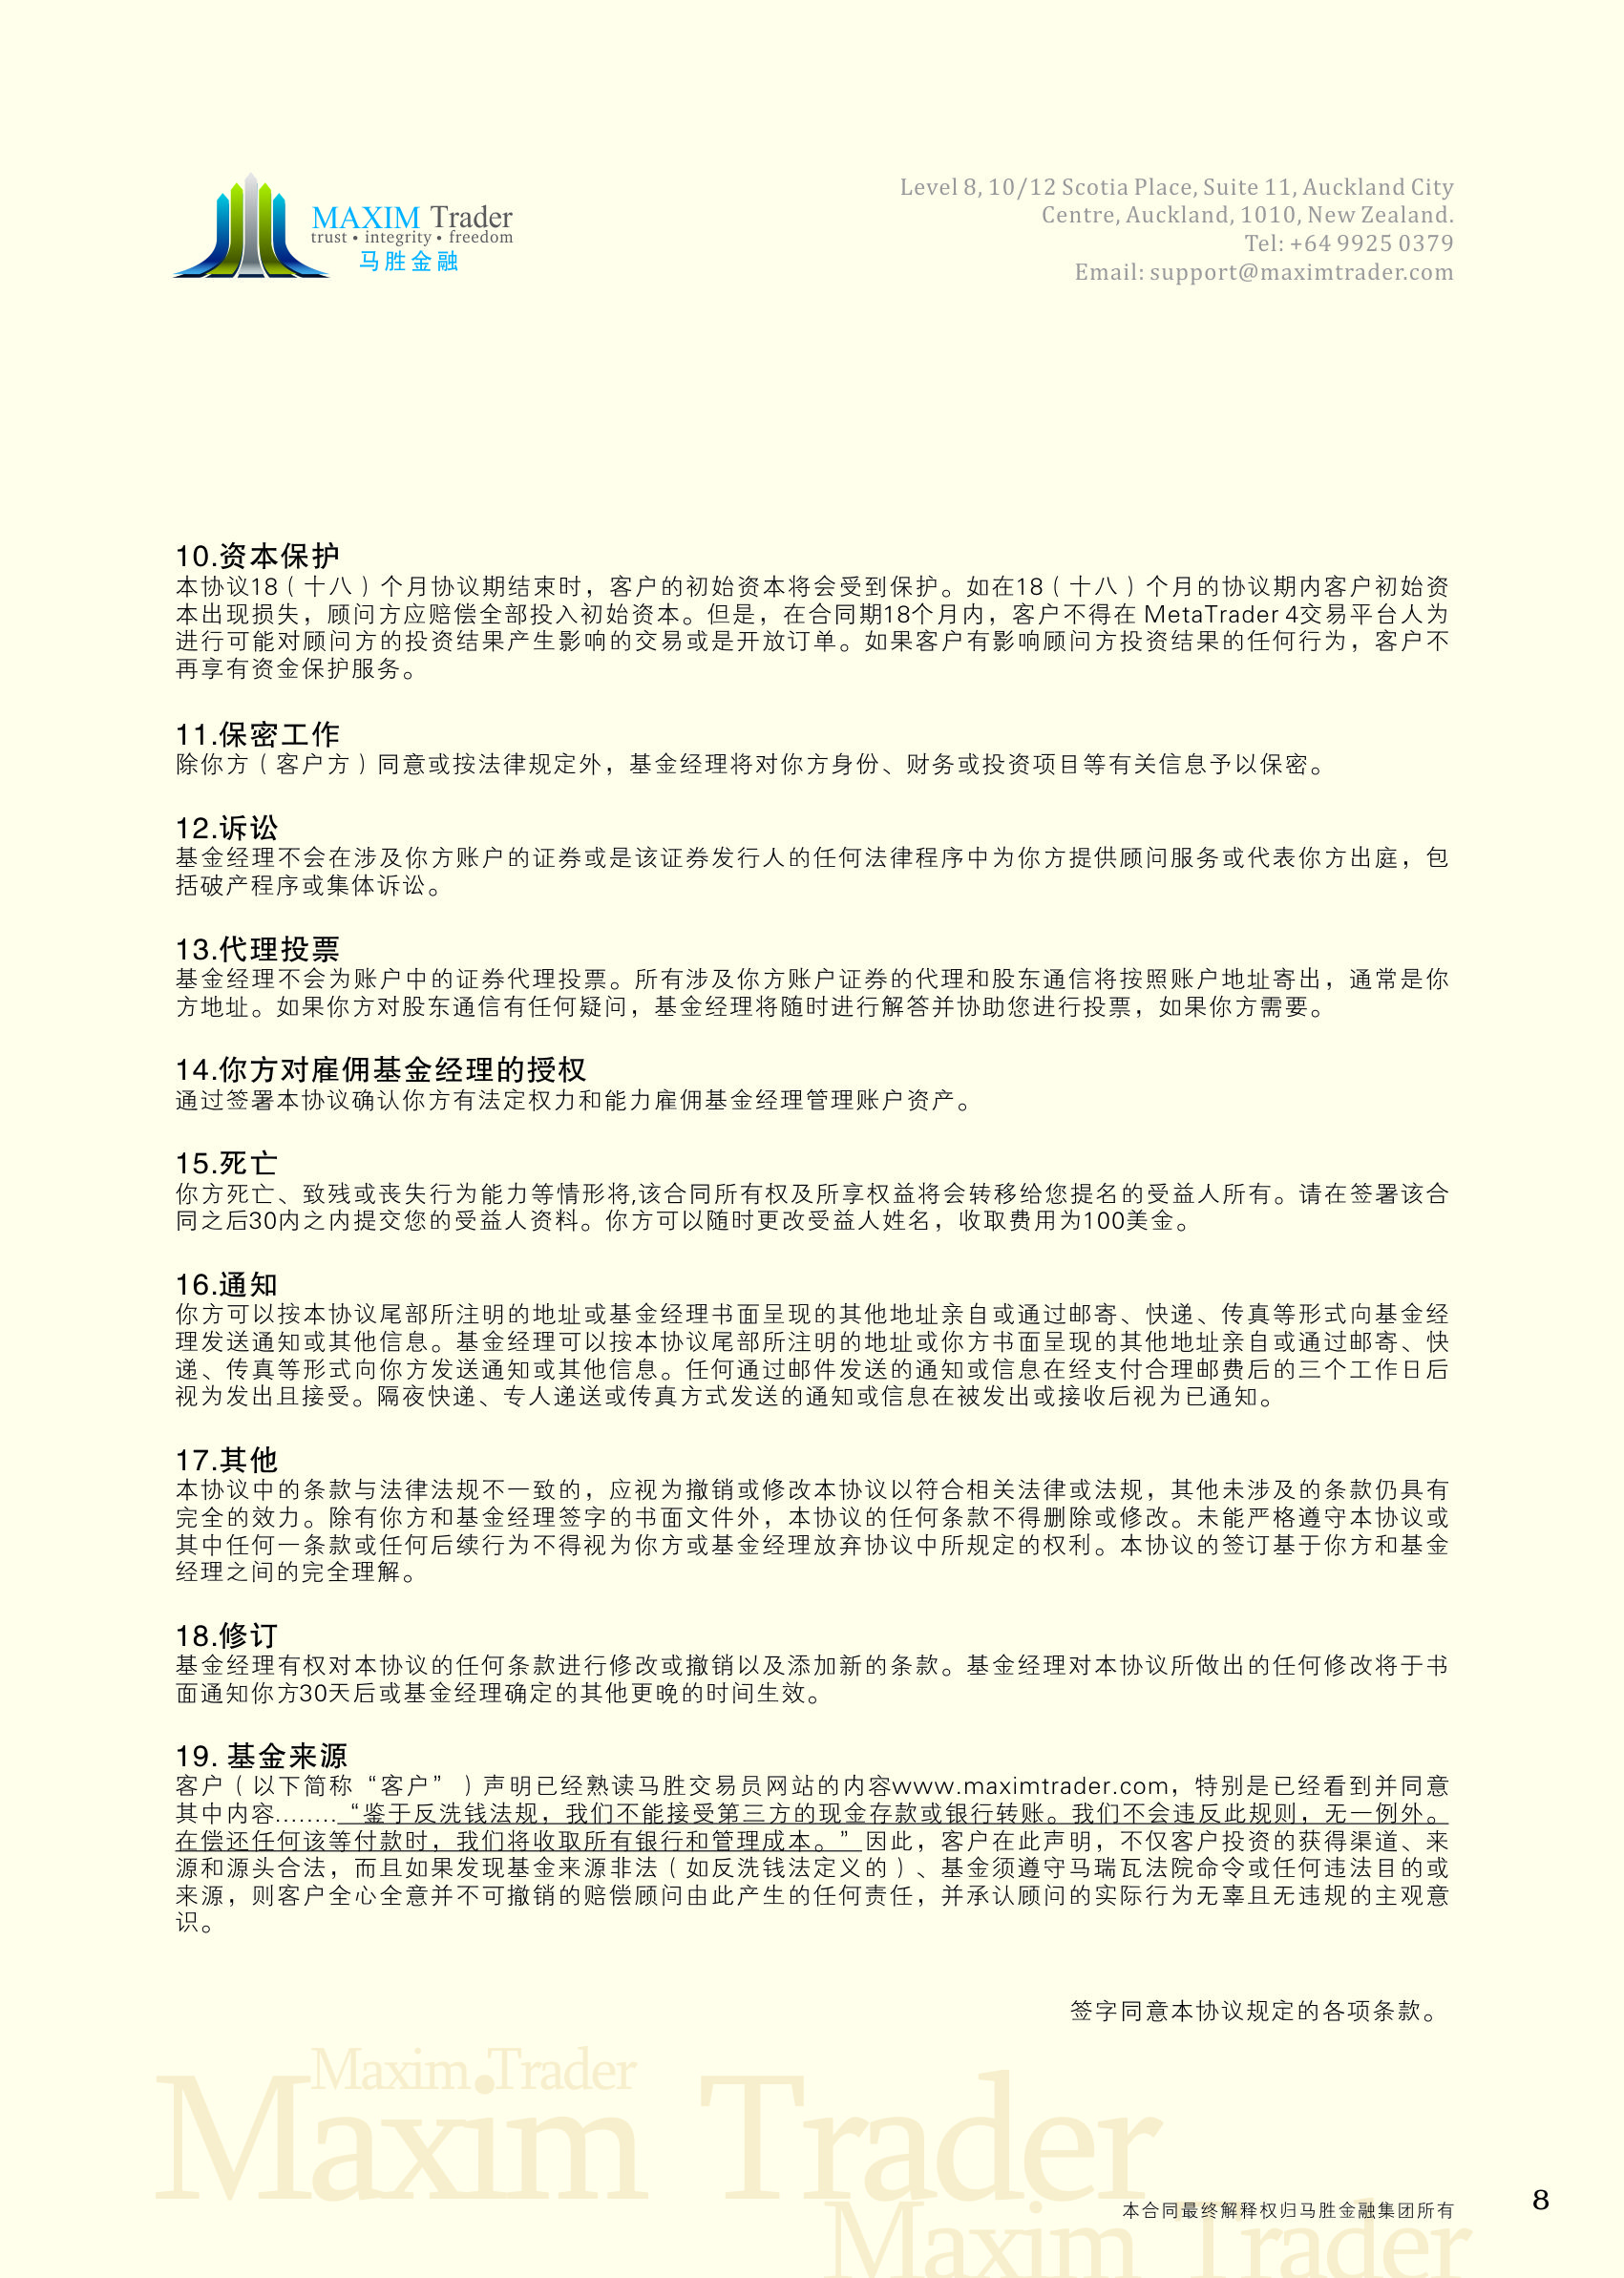 MAXIM Trader
trust • integrity • freedom
马胜金融
Level 8, 10/12 Scotia Place, Suite 11, Auckland City
Centre, Auckland, 1010, New Zealand.
Tel: +64 9925 0379
Email: support@maximtrader.com
10.资本保护
本协议18（十八）个月协议期结束时，客户的初始资本将会受到保护。如在18（十八）个月的协议期内客户初始资
本出现损失，顾问方应赔偿全部投入初始资本。但是，在合同期18个月内，客户不得在 MetaTrader 4交易平台人为
进行可能对顾问方的投资结果产生影响的交易或是开放订单。如果客户有影响顾问方投资结果的任何行为，客户不
再享有资金保护服务。
11.保密工作
除你方（客户方）同意或按法律规定外，基金经理将对你方身份、财务或投资项目等有关信息予以保密。
12.诉讼
基金经理不会在涉及你方账户的证券或是该证券发行人的任何法律程序中为你方提供顾问服务或代表你方出庭，包
括破产程序或集体诉讼。
13.代理投票
基金经理不会为账户中的证券代理投票。所有涉及你方账户证券的代理和股东通信将按照账户地址寄出，通常是你
方地址。如果你方对股东通信有任何疑问，基金经理将随时进行解答并协助您进行投票，如果你方需要。
14.你方对雇佣基金经理的授权
通过签署本协议确认你方有法定权力和能力雇佣基金经理管理账户资产。
15.死亡
你方死亡、致残或丧失行为能力等情形将,该合同所有权及所享权益将会转移给您提名的受益人所有。请在签署该合
同之后30内之内提交您的受益人资料。你方可以随时更改受益人姓名，收取费用为100美金。
16.通知
你方可以按本协议尾部所注明的地址或基金经理书面呈现的其他地址亲自或通过邮寄、快递、传真等形式向基金经
理发送通知或其他信息。基金经理可以按本协议尾部所注明的地址或你方书面呈现的其他地址亲自或通过邮寄、快
递、传真等形式向你方发送通知或其他信息。任何通过邮件发送的通知或信息在经支付合理邮费后的三个工作日后
视为发出且接受。隔夜快递、专人递送或传真方式发送的通知或信息在被发出或接收后视为已通知。
17.其他
本协议中的条款与法律法规不一致的，应视为撤销或修改本协议以符合相关法律或法规，其他未涉及的条款仍具有
完全的效力。除有你方和基金经理签字的书面文件外，本协议的任何条款不得删除或修改。未能严格遵守本协议或
其中任何一条款或任何后续行为不得视为你方或基金经理放弃协议中所规定的权利。本协议的签订基于你方和基金
经理之间的完全理解。
18.修订
基金经理有权对本协议的任何条款进行修改或撤销以及添加新的条款。基金经理对本协议所做出的任何修改将于书
面通知你方30天后或基金经理确定的其他更晚的时间生效。
19. 基金来源
客户（以下简称“客户”）声明已经熟读马胜交易员网站的内容www.maximtrader.com，特别是已经看到并同意
其中内容........“鉴于反洗钱法规，我们不能接受第三方的现金存款或银行转账。我们不会违反此规则，无一例外。
在偿还任何该等付款时，我们将收取所有银行和管理成本。”因此，客户在此声明，不仅客户投资的获得渠道、来
源和源头合法，而且如果发现基金来源非法（如反洗钱法定义的）、基金须遵守马瑞瓦法院命令或任何违法目的或
来源，则客户全心全意并不可撤销的赔偿顾问由此产生的任何责任，并承认顾问的实际行为无辜且无违规的主观意
识。
签字同意本协议规定的各项条款。
Maxim Trader
Maxim Trader
Maxim Trader
本合同最终解释权归马胜金融集团所有
8